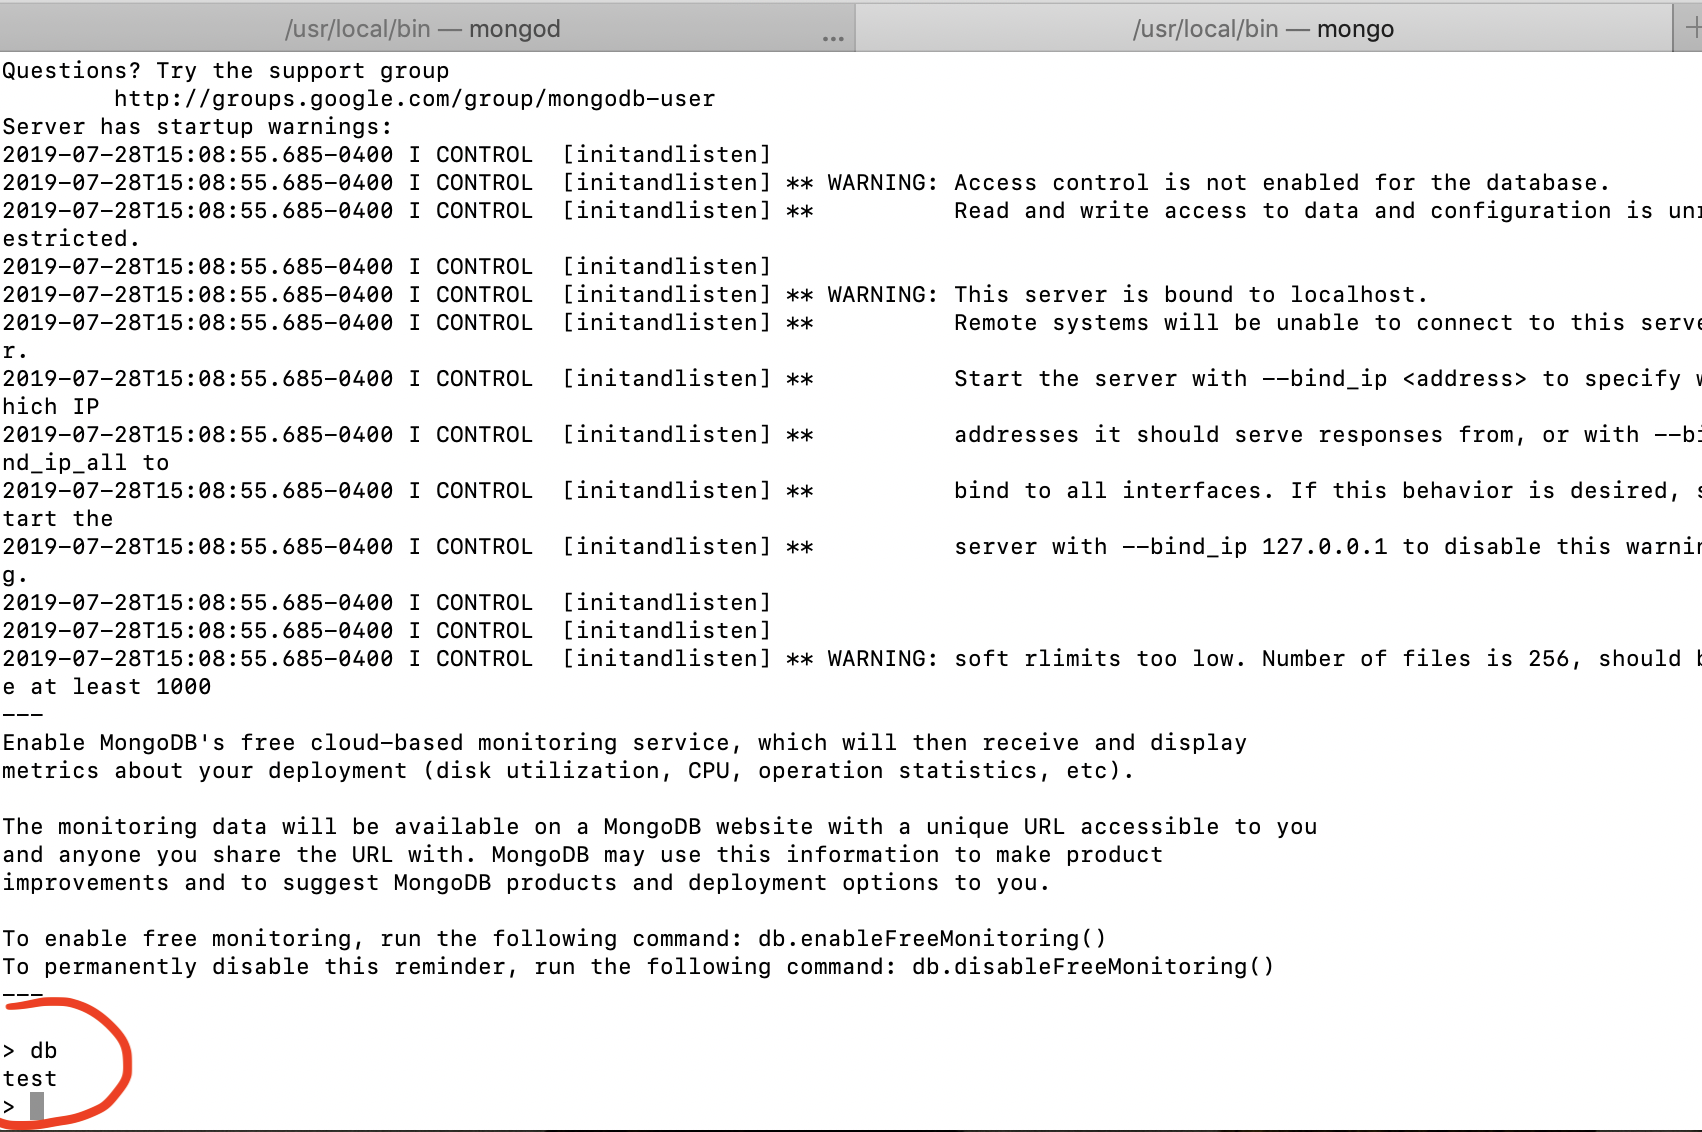 /usr/local/bin — mongod ... /usr/local/bin — mongo +
Questions? Try the support group
http://groups.google.com/group/mongodb-user
Server has startup warnings:
2019-07-28T15:08:55.685-0400 I CONTROL  [initandlisten]
2019-07-28T15:08:55.685-0400 I CONTROL  [initandlisten] ** WARNING: Access control is not enabled for the database.
2019-07-28T15:08:55.685-0400 I CONTROL  [initandlisten] **          Read and write access to data and configuration is unr
estricted.
2019-07-28T15:08:55.685-0400 I CONTROL  [initandlisten]
2019-07-28T15:08:55.685-0400 I CONTROL  [initandlisten] ** WARNING: This server is bound to localhost.
2019-07-28T15:08:55.685-0400 I CONTROL  [initandlisten] **          Remote systems will be unable to connect to this serve
r.
2019-07-28T15:08:55.685-0400 I CONTROL  [initandlisten] **          Start the server with --bind_ip <address> to specify w
hich IP
2019-07-28T15:08:55.685-0400 I CONTROL  [initandlisten] **          addresses it should serve responses from, or with --bi
nd_ip_all to
2019-07-28T15:08:55.685-0400 I CONTROL  [initandlisten] **          bind to all interfaces. If this behavior is desired, s
tart the
2019-07-28T15:08:55.685-0400 I CONTROL  [initandlisten] **          server with --bind_ip 127.0.0.1 to disable this warnin
g.
2019-07-28T15:08:55.685-0400 I CONTROL  [initandlisten]
2019-07-28T15:08:55.685-0400 I CONTROL  [initandlisten]
2019-07-28T15:08:55.685-0400 I CONTROL  [initandlisten] ** WARNING: soft rlimits too low. Number of files is 256, should b
e at least 1000
---
Enable MongoDB's free cloud-based monitoring service, which will then receive and display
metrics about your deployment (disk utilization, CPU, operation statistics, etc).

The monitoring data will be available on a MongoDB website with a unique URL accessible to you
and anyone you share the URL with. MongoDB may use this information to make product
improvements and to suggest MongoDB products and deployment options to you.

To enable free monitoring, run the following command: db.enableFreeMonitoring()
To permanently disable this reminder, run the following command: db.disableFreeMonitoring()
---

> db
test
>